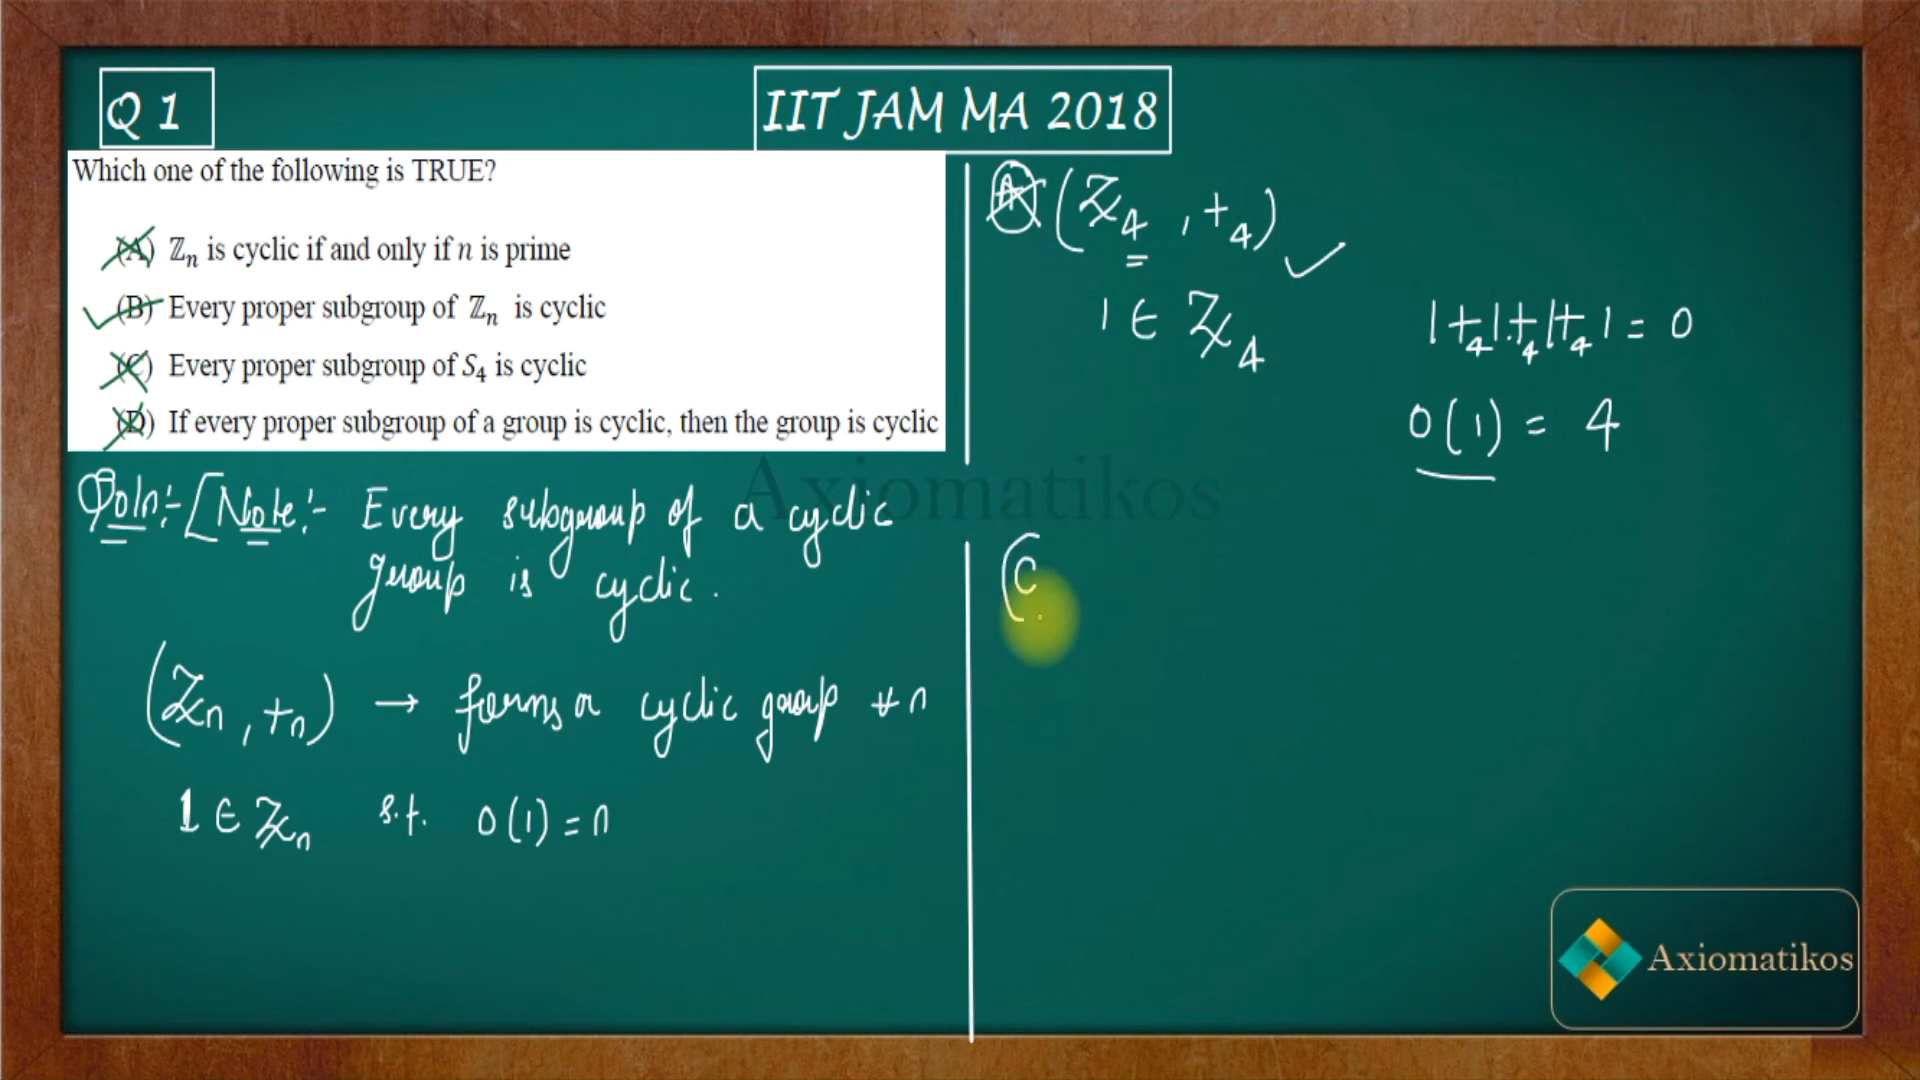 Q 1
IIT JAM MA 2018
Which one of the following is TRUE?
(A) ℤn is cyclic if and only if n is prime
(B) Every proper subgroup of ℤn is cyclic
(C) Every proper subgroup of S4 is cyclic
(D) If every proper subgroup of a group is cyclic, then the group is cyclic
Soln:- [Note:- Every subgroup of a cyclic
group is cyclic.
(ℤn, +n) → forms a cyclic group ∀ n
1 ∈ ℤn s.t. o(1) = n
(A) (ℤ4, +4) ✓
1 ∈ ℤ4
1 +4 1 +4 1 +4 1 = 0
o(1) = 4
(C
Axiomatikos
Axiomatikos